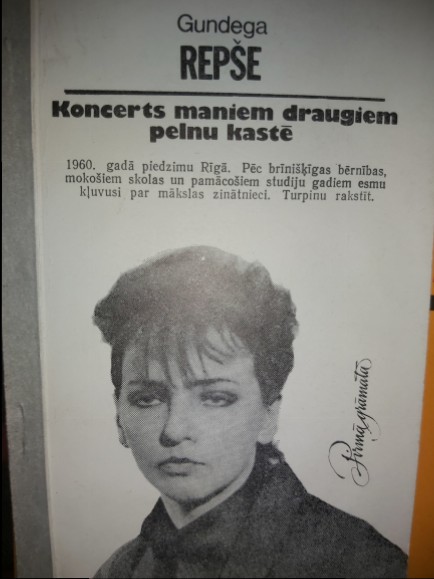 Gundega
REPŠE
Koncerts maniem draugiem
pelnu kastē
1960. gadā piedzimu Rīgā. Pēc brīnišķīgas bērnības,
mokošiem skolas un pamācošiem studiju gadiem esmu
kļuvusi par mākslas zinātnieci. Turpinu rakstīt.
Pirmā grāmata